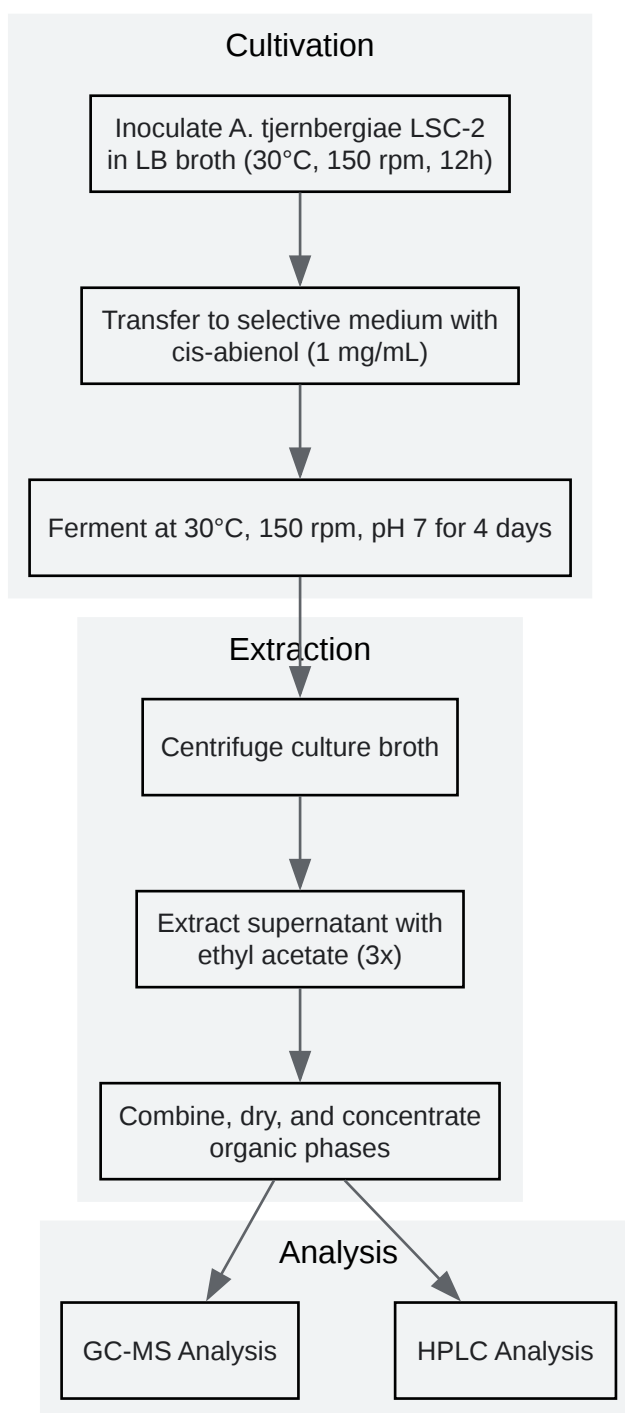 Cultivation
Inoculate A. tjernbergiae LSC-2
in LB broth (30°C, 150 rpm, 12h)
Transfer to selective medium with
cis-abienol (1 mg/mL)
Ferment at 30°C, 150 rpm, pH 7 for 4 days
Extraction
Centrifuge culture broth
Extract supernatant with
ethyl acetate (3x)
Combine, dry, and concentrate
organic phases
Analysis
GC-MS Analysis
HPLC Analysis